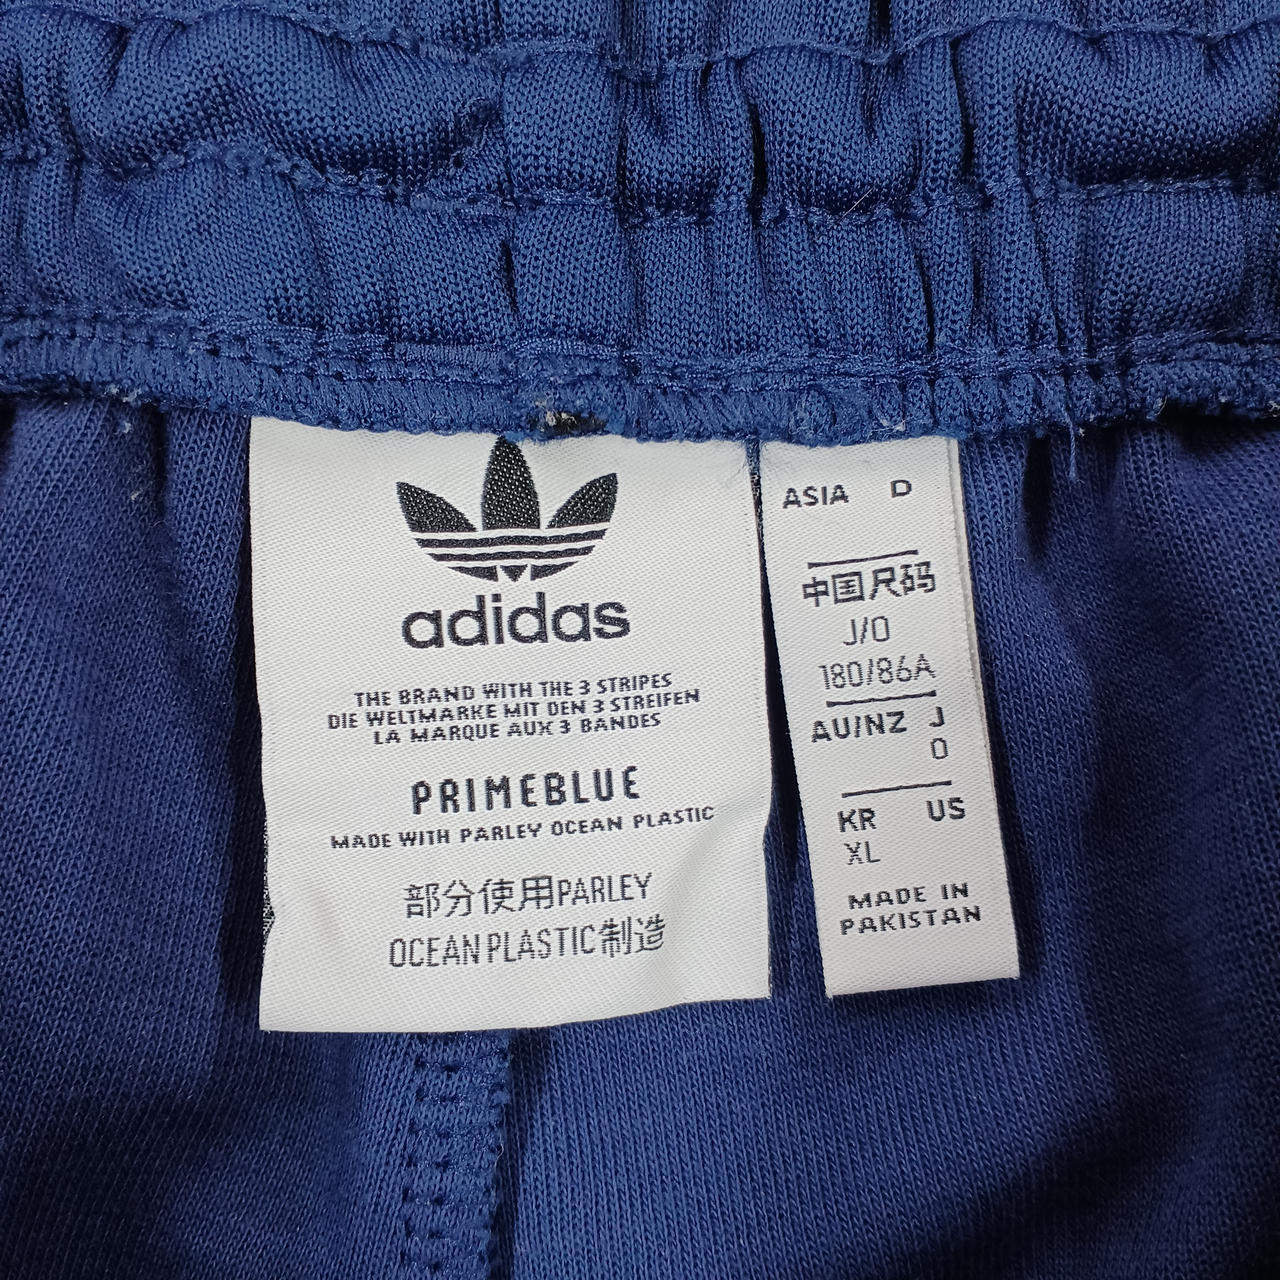 adidas
THE BRAND WITH THE 3 STRIPES
DIE WELTMARKE MIT DEN 3 STREIFEN
LA MARQUE AUX 3 BANDES
PRIMEBLUE
MADE WITH PARLEY OCEAN PLASTIC
部分使用PARLEY
OCEAN PLASTIC制造
ASIA D
中国尺码
J/O
180/86A
AU/NZ J
O
KR US
XL
MADE IN
PAKISTAN